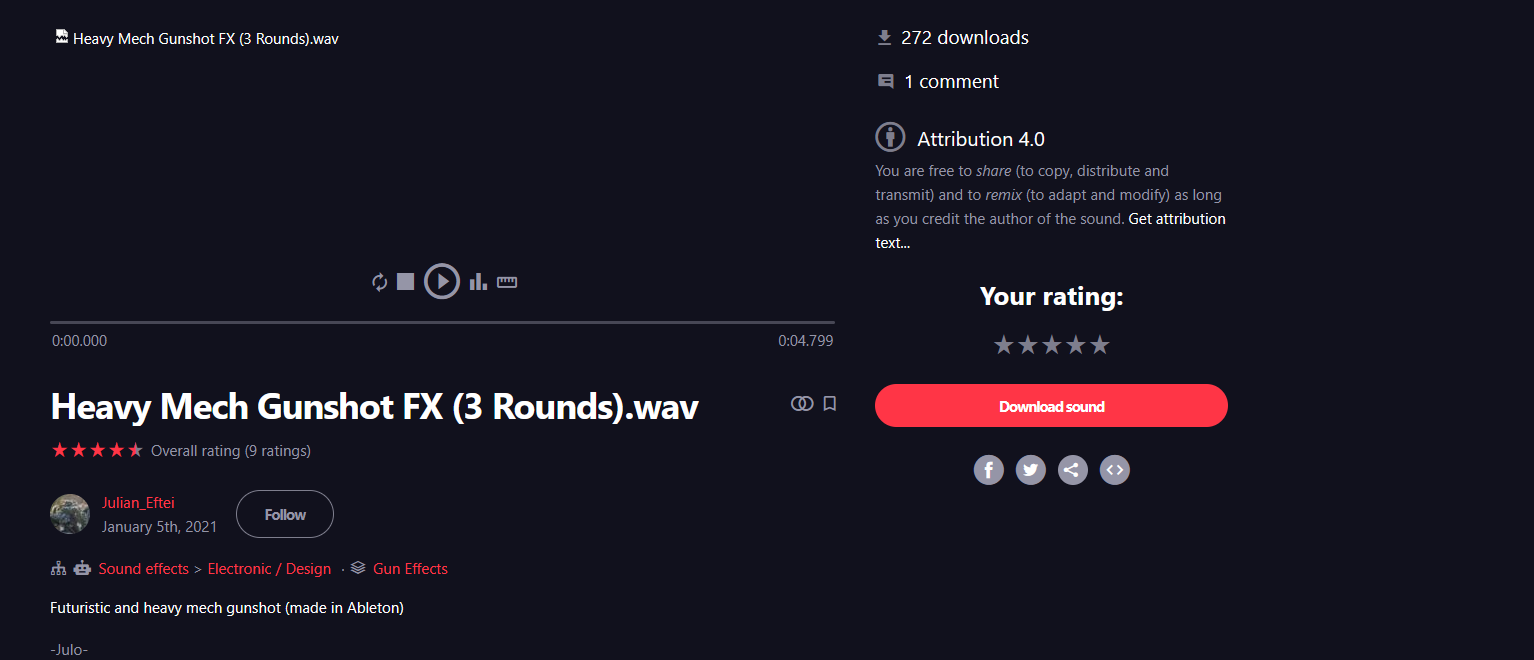 Heavy Mech Gunshot FX (3 Rounds).wav
0:00.000
0:04.799
Heavy Mech Gunshot FX (3 Rounds).wav
Overall rating (9 ratings)
Julian_Eftei
January 5th, 2021
Follow
Sound effects > Electronic / Design · Gun Effects
Futuristic and heavy mech gunshot (made in Ableton)
-Julo-
272 downloads
1 comment
Attribution 4.0
You are free to share (to copy, distribute and
transmit) and to remix (to adapt and modify) as long
as you credit the author of the sound. Get attribution
text...
Your rating:
Download sound